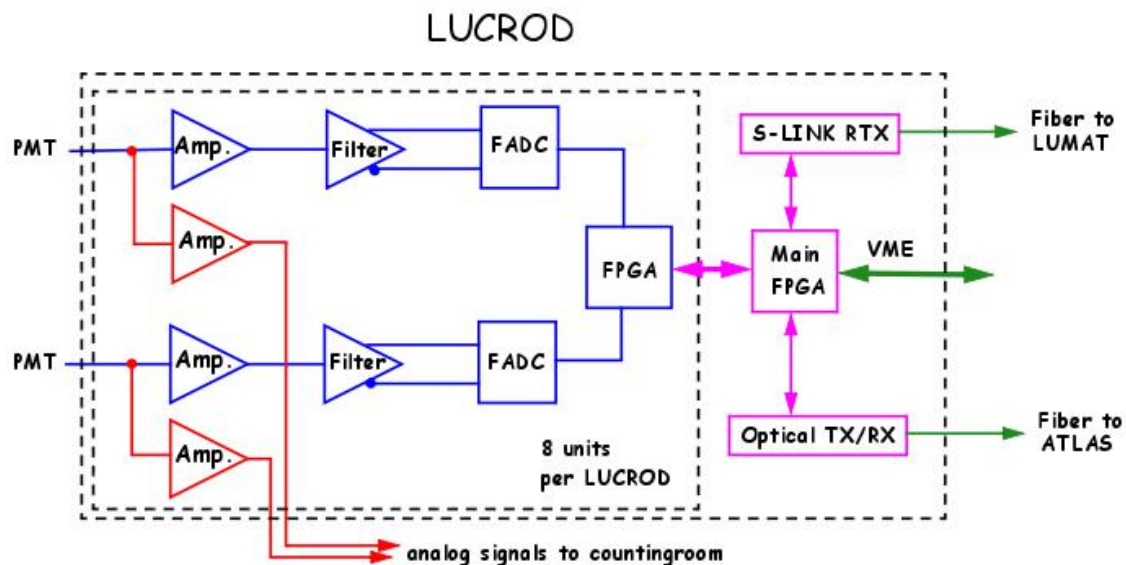 LUCROD
PMT
Amp.
Filter
FADC
S-LINK RTX
Fiber to
LUMAT
Amp.
FPGA
Main
FPGA
VME
PMT
Amp.
Filter
FADC
Amp.
8 units
per LUCROD
Optical TX/RX
Fiber to
ATLAS
analog signals to countingroom